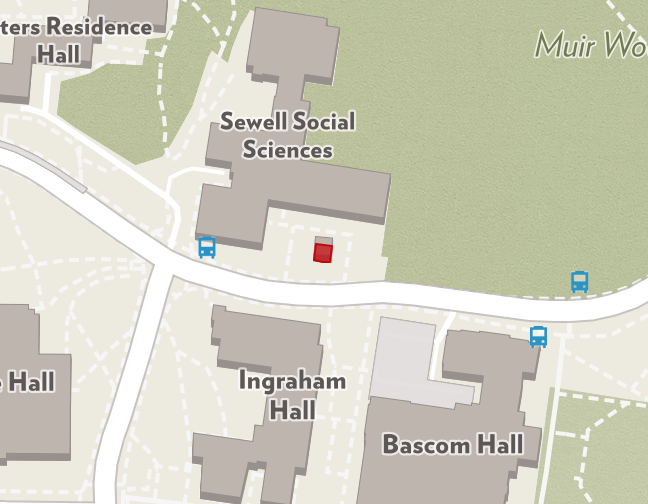 ters Residence
Hall
Muir Wo
Sewell Social
Sciences
Hall
Ingraham
Hall
Bascom Hall